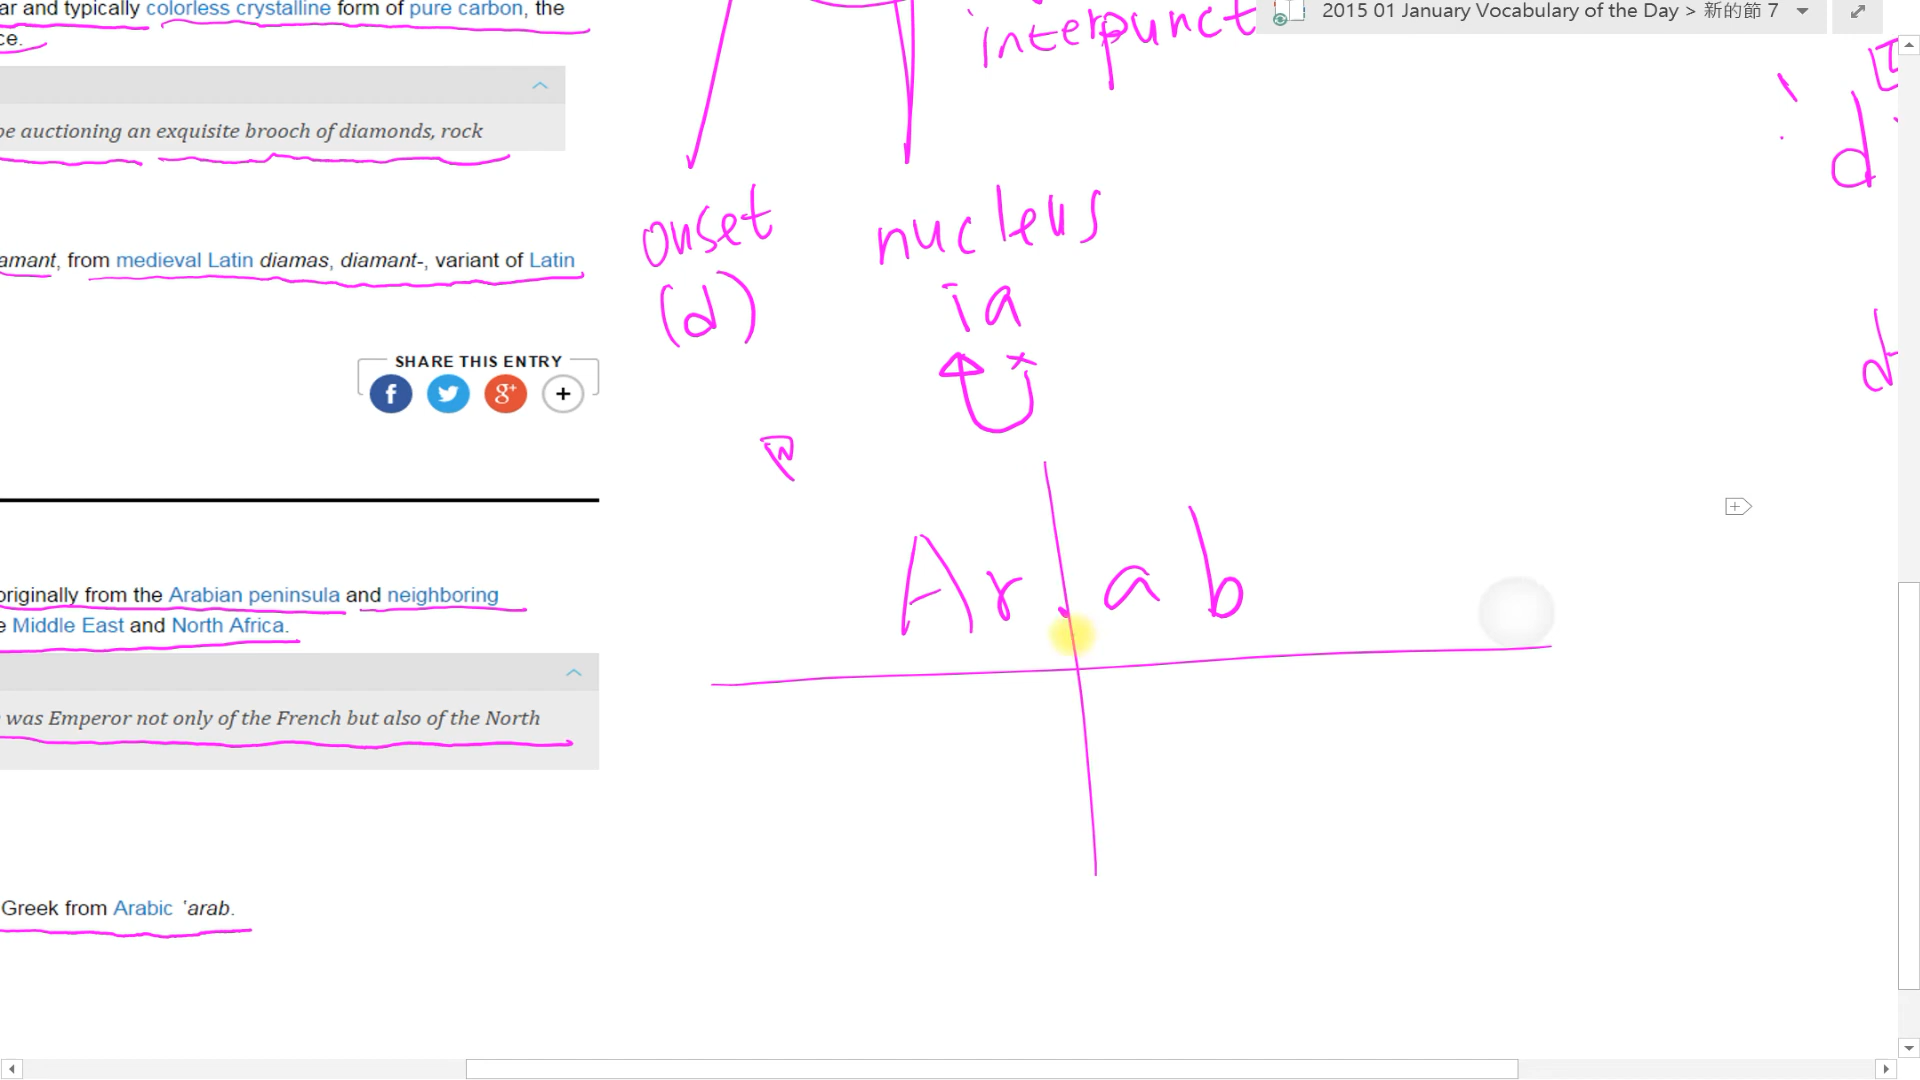 ar and typically colorless crystalline form of pure carbon, the
ce.
be auctioning an exquisite brooch of diamonds, rock
amant, from medieval Latin diamas, diamant-, variant of Latin
SHARE THIS ENTRY
f
g+
+
originally from the Arabian peninsula and neighboring
e Middle East and North Africa.
was Emperor not only of the French but also of the North
Greek from Arabic ʽarab.
2015 01 January Vocabulary of the Day > 新的節 7
interpunct
onset
(d)
nucleus
ia
Ar.ab
d
d